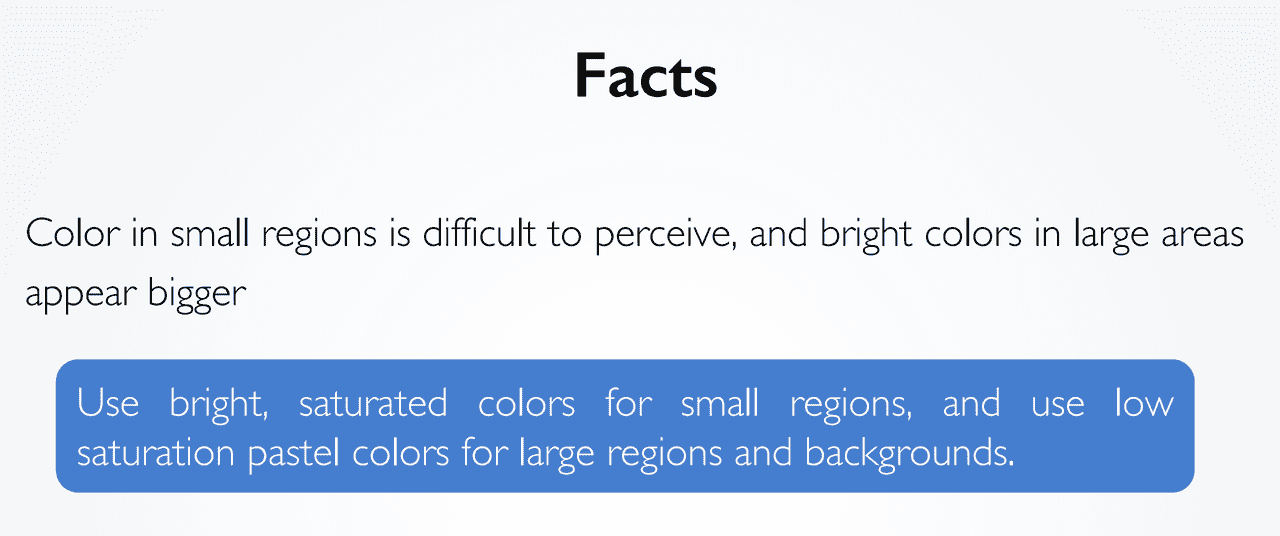 Facts
Color in small regions is difficult to perceive, and bright colors in large areas
appear bigger
Use bright, saturated colors for small regions, and use low
saturation pastel colors for large regions and backgrounds.